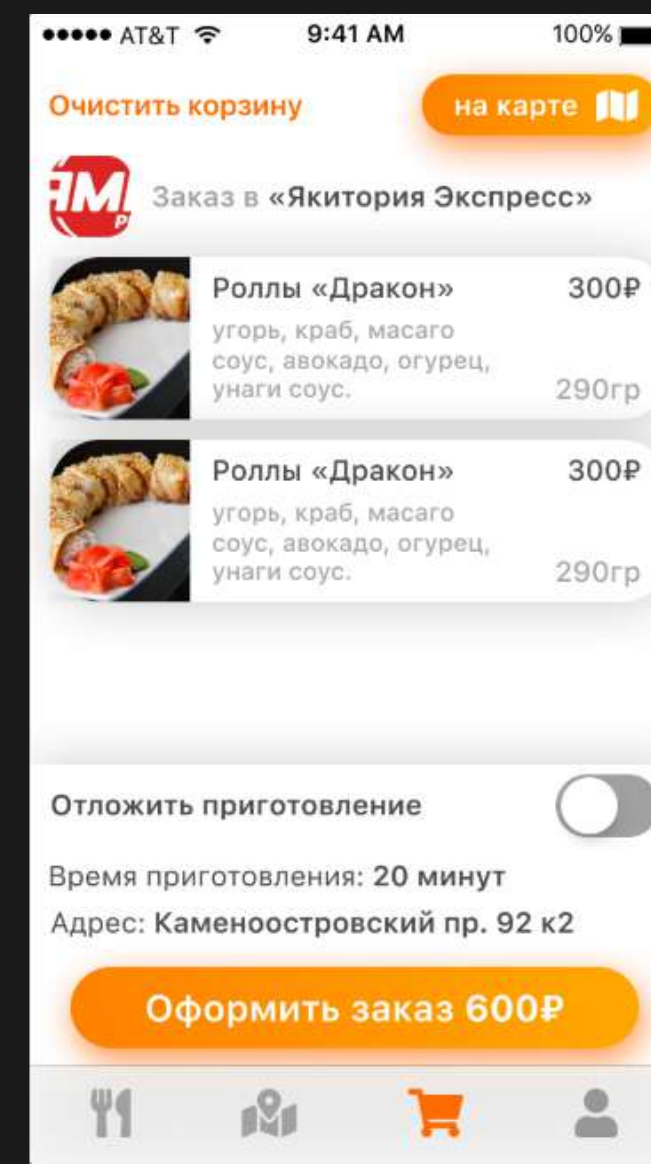 AT&T 9:41 AM 100%
Очистить корзину
на карте
ЯМ
Заказ в «Якитория Экспресс»
Роллы «Дракон» 300₽
угорь, краб, масаго
соус, авокадо, огурец,
унаги соус. 290гр
Роллы «Дракон» 300₽
угорь, краб, масаго
соус, авокадо, огурец,
унаги соус. 290гр
Отложить приготовление
Время приготовления: 20 минут
Адрес: Каменоостровский пр. 92 к2
Оформить заказ 600₽